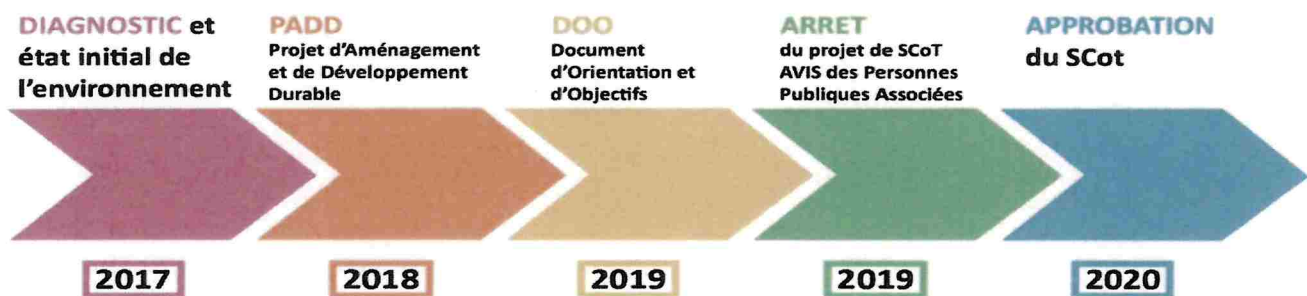 DIAGNOSTIC et
état initial de
l'environnement
PADD
Projet d'Aménagement
et de Développement
Durable
DOO
Document
d'Orientation et
d'Objectifs
ARRET
du projet de SCoT
AVIS des Personnes
Publiques Associées
APPROBATION
du SCot
2017
2018
2019
2019
2020